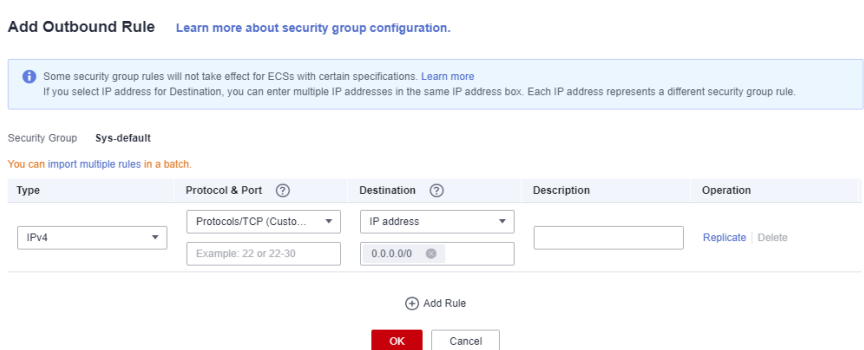 Add Outbound Rule Learn more about security group configuration.
Some security group rules will not take effect for ECSs with certain specifications. Learn more
If you select IP address for Destination, you can enter multiple IP addresses in the same IP address box. Each IP address represents a different security group rule.
Security Group Sys-default
You can import multiple rules in a batch.
Type Protocol & Port ? Destination ? Description Operation
Protocols/TCP (Custo... IP address
IPv4 Replicate Delete
Example: 22 or 22-30 0.0.0.0/0
Add Rule
OK Cancel